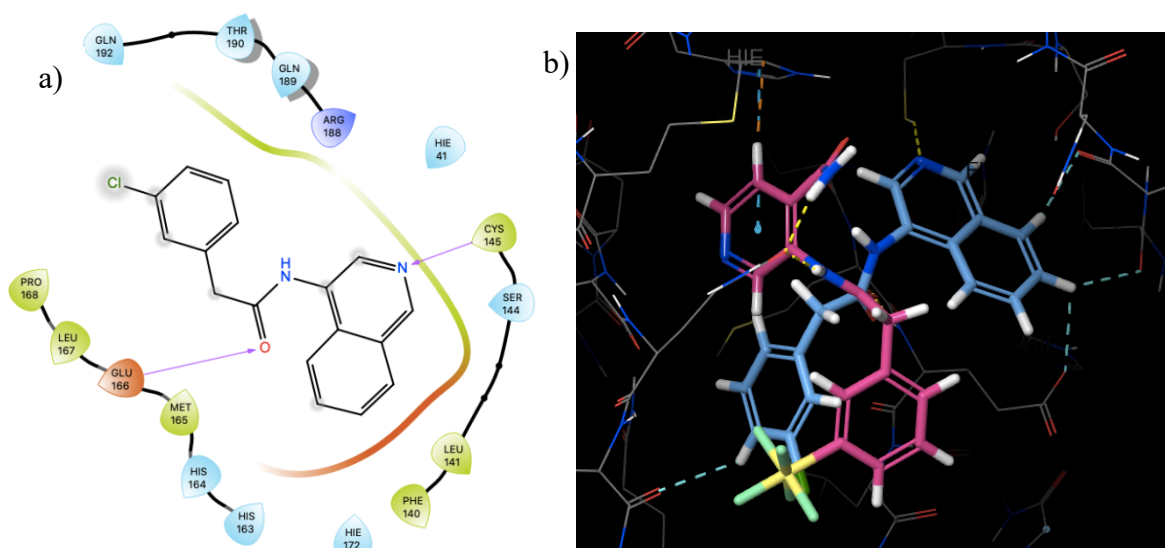 a)
GLN
192
THR
190
GLN
189
ARG
188
HIE
41
Cl
H
N
N
O
CYS
145
SER
144
PRO
168
LEU
167
GLU
166
MET
165
HIS
164
HIS
163
LEU
141
PHE
140
HIE
172
b)
HIE